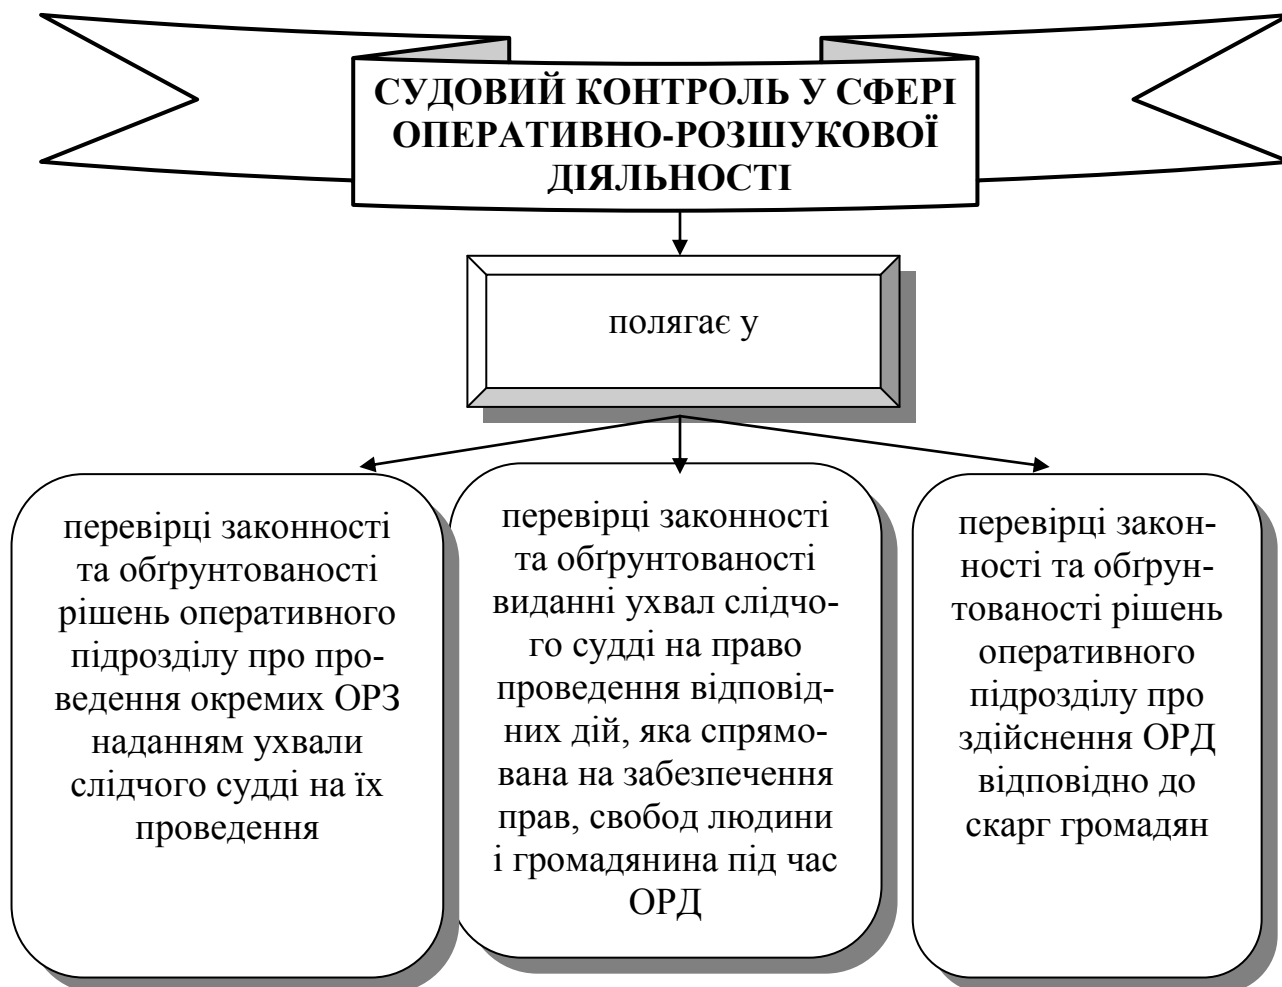 СУДОВИЙ КОНТРОЛЬ У СФЕРІ
ОПЕРАТИВНО-РОЗШУКОВОЇ
ДІЯЛЬНОСТІ
полягає у
перевірці законності
та обґрунтованості
рішень оперативного
підрозділу про про-
ведення окремих ОРЗ
наданням ухвали
слідчого судді на їх
проведення
перевірці законності
та обґрунтованості
виданні ухвал слідчо-
го судді на право
проведення відповід-
них дій, яка спрямо-
вана на забезпечення
прав, свобод людини
і громадянина під час
ОРД
перевірці закон-
ності та обґрун-
тованості рішень
оперативного
підрозділу про
здійснення ОРД
відповідно до
скарг громадян